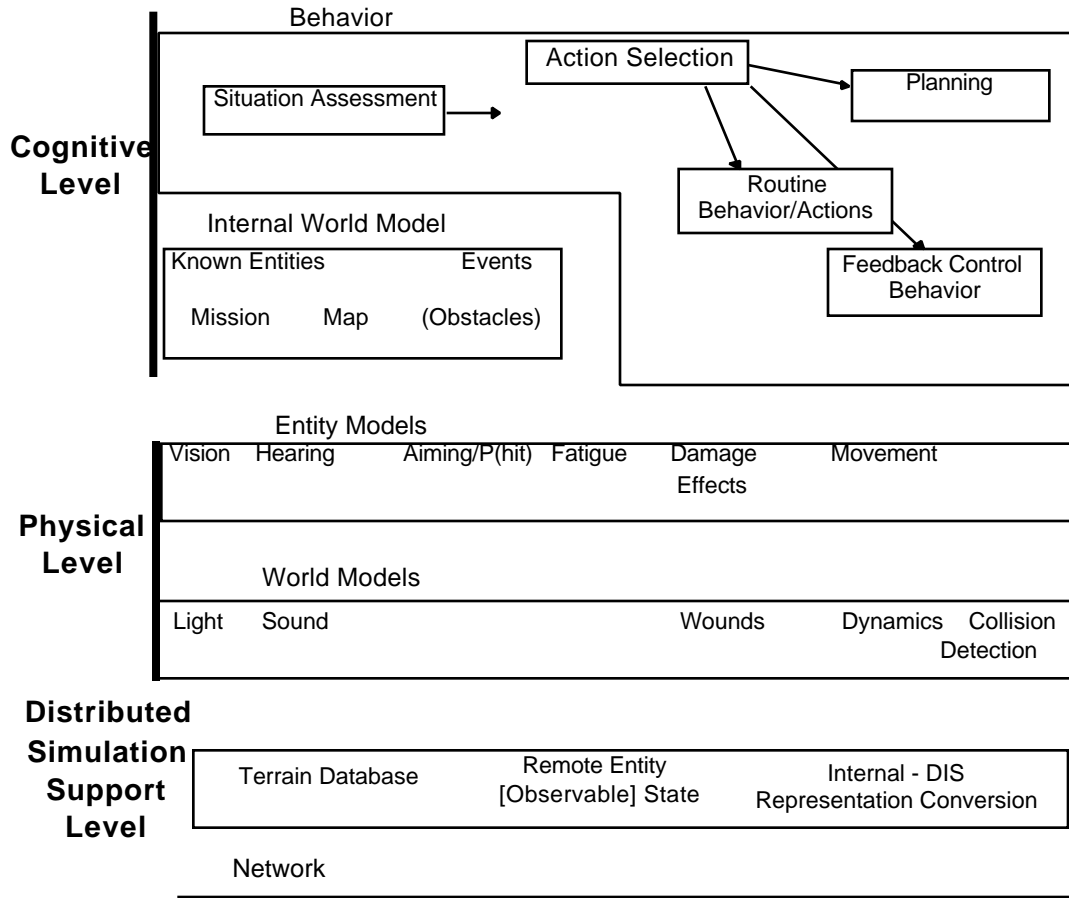 Behavior
Action Selection
Planning
Situation Assessment
Cognitive
Level
Routine
Behavior/Actions
Internal World Model
Known Entities Events
Feedback Control
Behavior
Mission Map (Obstacles)
Entity Models
Vision Hearing Aiming/P(hit) Fatigue Damage Movement
Effects
Physical
Level
World Models
Light Sound Wounds Dynamics Collision
Detection
Distributed
Simulation
Support
Level
Terrain Database
Remote Entity
[Observable] State
Internal - DIS
Representation Conversion
Network